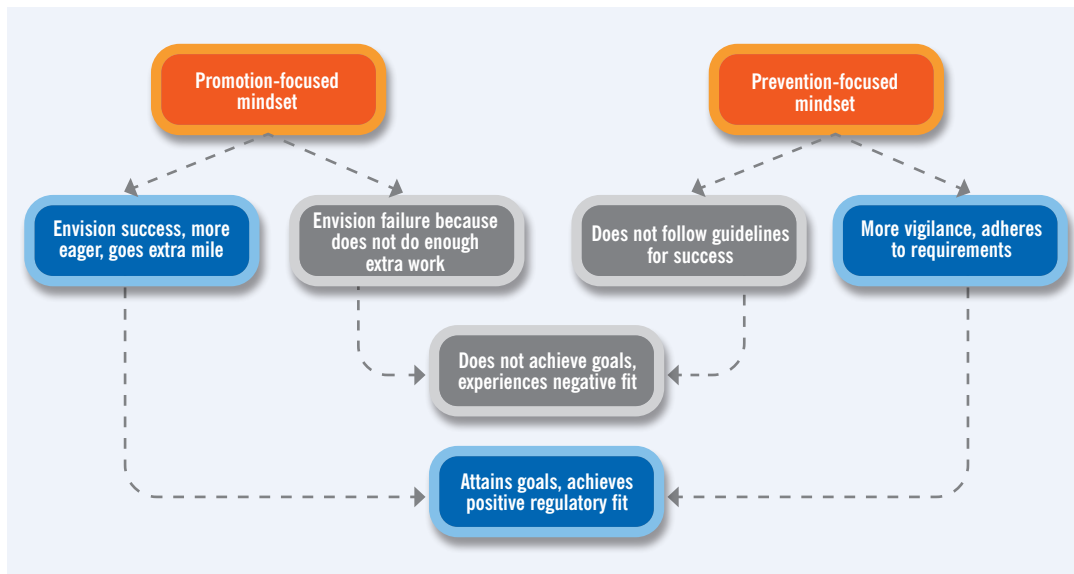 Promotion-focused
mindset
Prevention-focused
mindset
Envision success, more
eager, goes extra mile
Envision failure because
does not do enough
extra work
Does not follow guidelines
for success
More vigilance, adheres
to requirements
Does not achieve goals,
experiences negative fit
Attains goals, achieves
positive regulatory fit